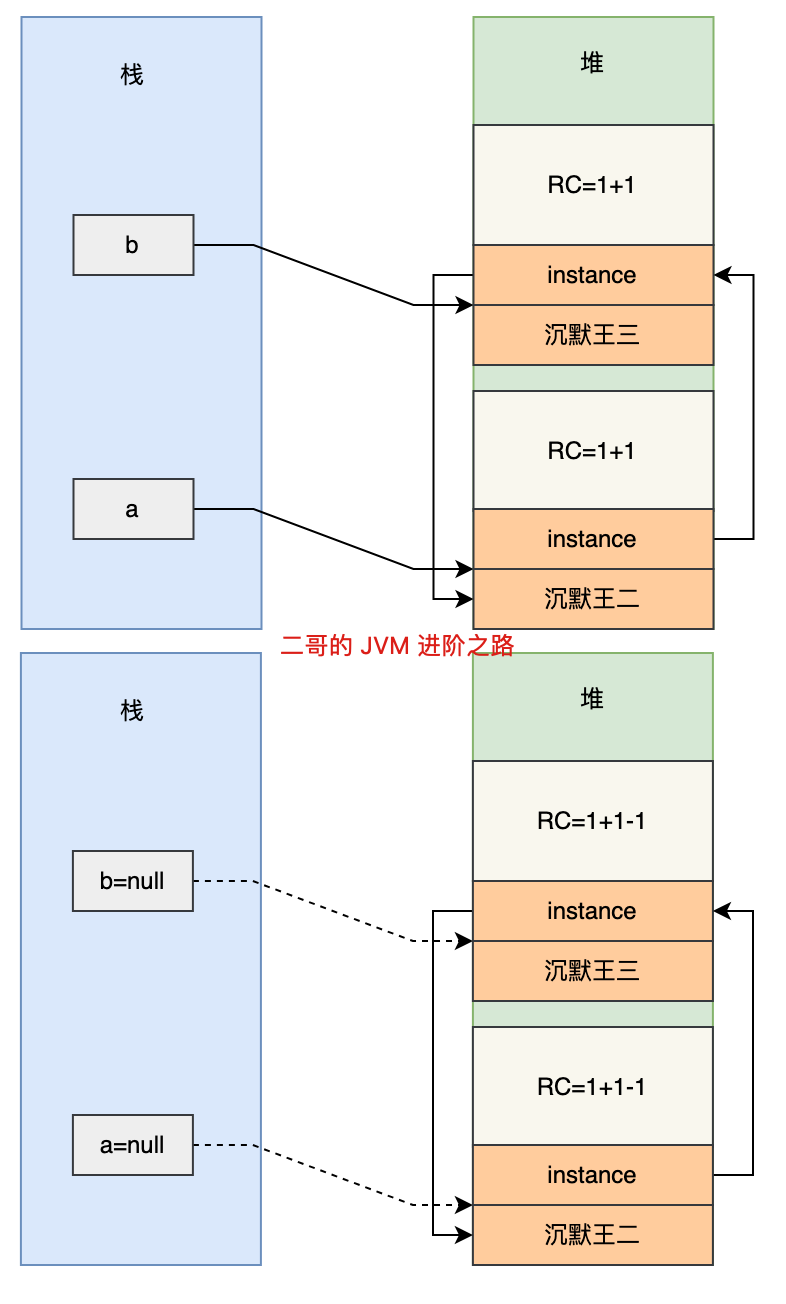 栈
堆
RC=1+1
b
instance
沉默王三
RC=1+1
a
instance
沉默王二
二哥的 JVM 进阶之路
栈
堆
RC=1+1-1
b=null
instance
沉默王三
RC=1+1-1
a=null
instance
沉默王二